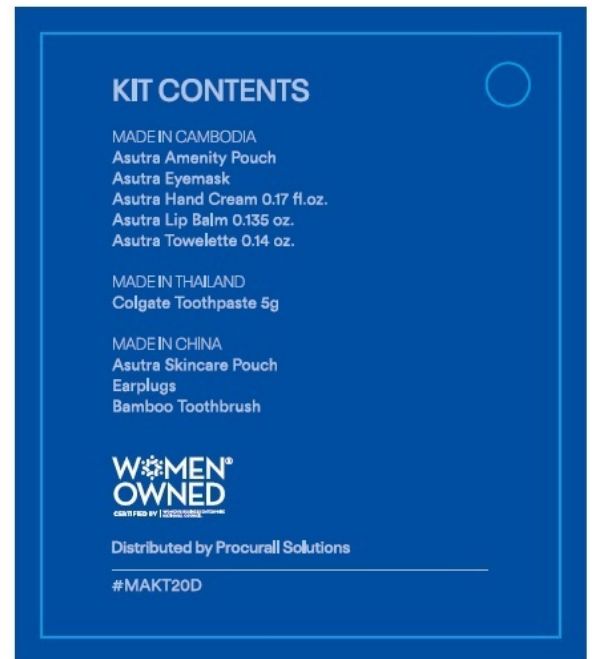 KIT CONTENTS
MADE IN CAMBODIA
Asutra Amenity Pouch
Asutra Eyemask
Asutra Hand Cream 0.17 fl.oz.
Asutra Lip Balm 0.135 oz.
Asutra Towelette 0.14 oz.
MADE IN THAILAND
Colgate Toothpaste 5g
MADE IN CHINA
Asutra Skincare Pouch
Earplugs
Bamboo Toothbrush
WOMEN®
OWNED
CERTIFIED BY
Distributed by Procurall Solutions
#MAKT20D